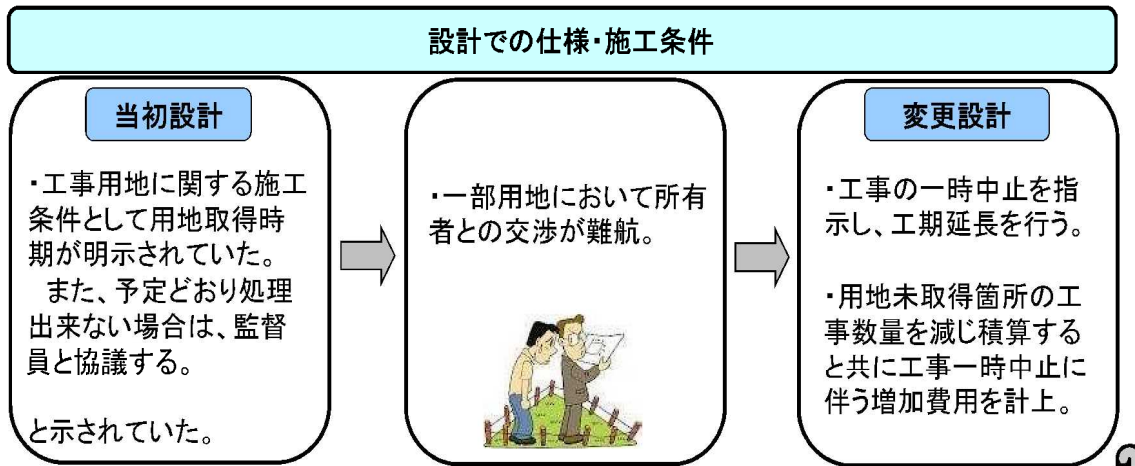 設計での仕様・施工条件
当初設計
・工事用地に関する施工
条件として用地取得時
期が明示されていた。
また、予定どおり処理
出来ない場合は、監督
員と協議する。
と示されていた。
・一部用地において所有
者との交渉が難航。
変更設計
・工事の一時中止を指
示し、工期延長を行う。
・用地未取得箇所の工
事数量を減じ積算する
と共に工事一時中止に
伴う増加費用を計上。